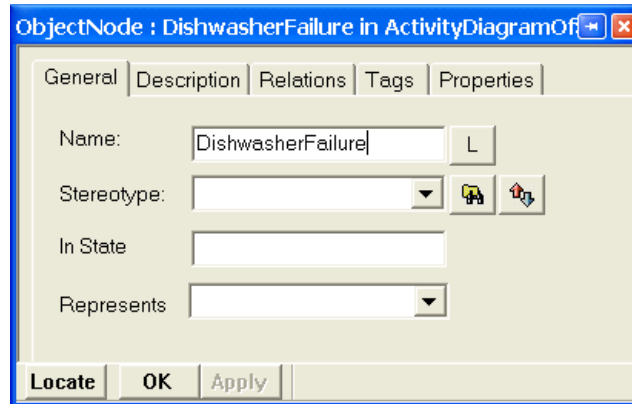 ObjectNode : DishwasherFailure in ActivityDiagramOf
General Description Relations Tags Properties
Name: DishwasherFailure L
Stereotype:
In State
Represents
Locate OK Apply